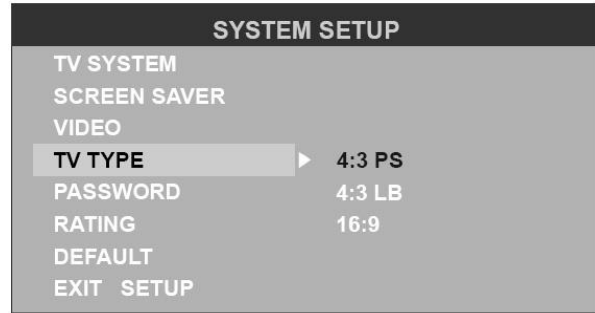 SYSTEM SETUP
TV SYSTEM
SCREEN SAVER
VIDEO
TV TYPE 4:3 PS
PASSWORD 4:3 LB
RATING 16:9
DEFAULT
EXIT SETUP